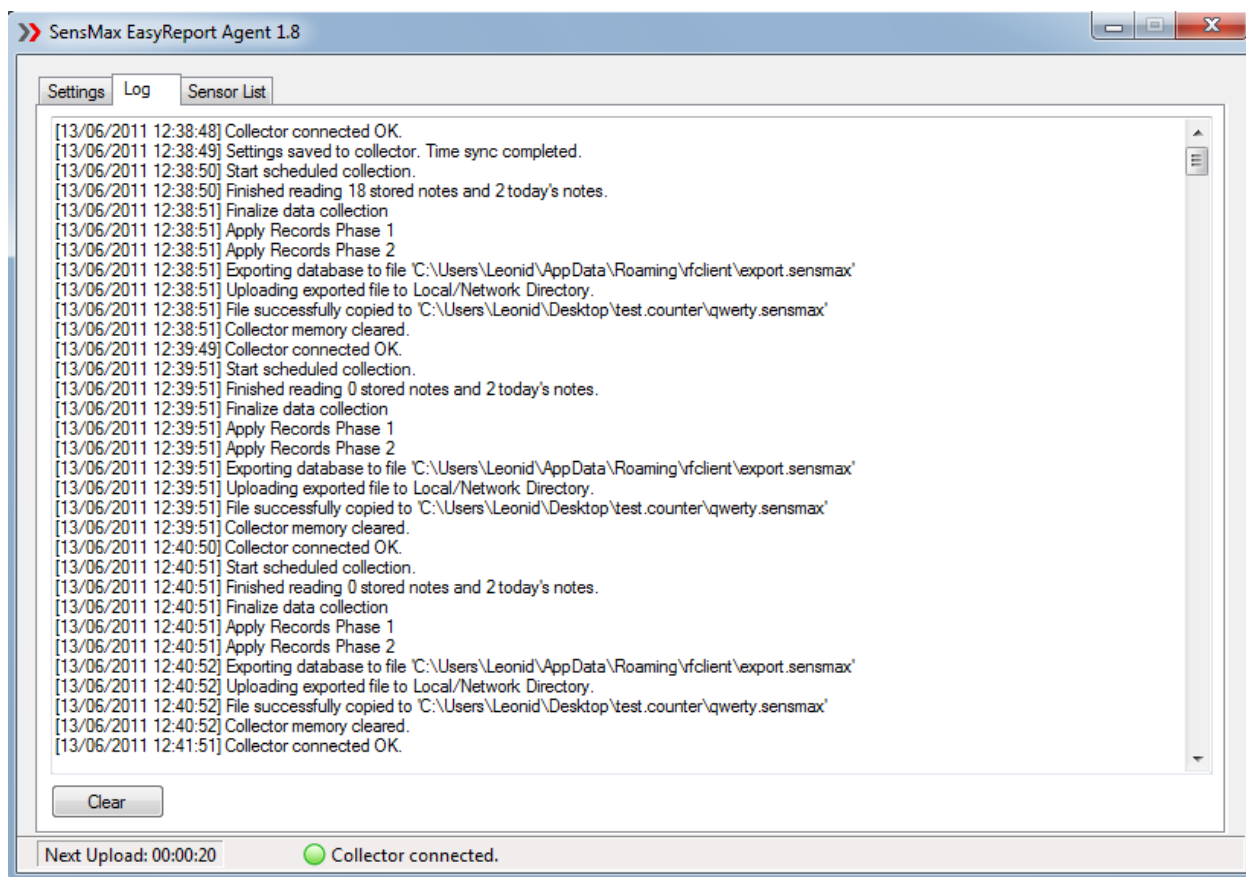 SensMax EasyReport Agent 1.8
Settings Log Sensor List
[13/06/2011 12:38:48] Collector connected OK.
[13/06/2011 12:38:49] Settings saved to collector. Time sync completed.
[13/06/2011 12:38:50] Start scheduled collection.
[13/06/2011 12:38:50] Finished reading 18 stored notes and 2 today's notes.
[13/06/2011 12:38:51] Finalize data collection
[13/06/2011 12:38:51] Apply Records Phase 1
[13/06/2011 12:38:51] Apply Records Phase 2
[13/06/2011 12:38:51] Exporting database to file 'C:\Users\Leonid\AppData\Roaming\rfclient\export.sensmax'
[13/06/2011 12:38:51] Uploading exported file to Local/Network Directory.
[13/06/2011 12:38:51] File successfully copied to 'C:\Users\Leonid\Desktop\test.counter\qwerty.sensmax'
[13/06/2011 12:38:51] Collector memory cleared.
[13/06/2011 12:39:49] Collector connected OK.
[13/06/2011 12:39:51] Start scheduled collection.
[13/06/2011 12:39:51] Finished reading 0 stored notes and 2 today's notes.
[13/06/2011 12:39:51] Finalize data collection
[13/06/2011 12:39:51] Apply Records Phase 1
[13/06/2011 12:39:51] Apply Records Phase 2
[13/06/2011 12:39:51] Exporting database to file 'C:\Users\Leonid\AppData\Roaming\rfclient\export.sensmax'
[13/06/2011 12:39:51] Uploading exported file to Local/Network Directory.
[13/06/2011 12:39:51] File successfully copied to 'C:\Users\Leonid\Desktop\test.counter\qwerty.sensmax'
[13/06/2011 12:39:51] Collector memory cleared.
[13/06/2011 12:40:50] Collector connected OK.
[13/06/2011 12:40:51] Start scheduled collection.
[13/06/2011 12:40:51] Finished reading 0 stored notes and 2 today's notes.
[13/06/2011 12:40:51] Finalize data collection
[13/06/2011 12:40:51] Apply Records Phase 1
[13/06/2011 12:40:51] Apply Records Phase 2
[13/06/2011 12:40:52] Exporting database to file 'C:\Users\Leonid\AppData\Roaming\rfclient\export.sensmax'
[13/06/2011 12:40:52] Uploading exported file to Local/Network Directory.
[13/06/2011 12:40:52] File successfully copied to 'C:\Users\Leonid\Desktop\test.counter\qwerty.sensmax'
[13/06/2011 12:40:52] Collector memory cleared.
[13/06/2011 12:41:51] Collector connected OK.
Clear
Next Upload: 00:00:20 Collector connected.